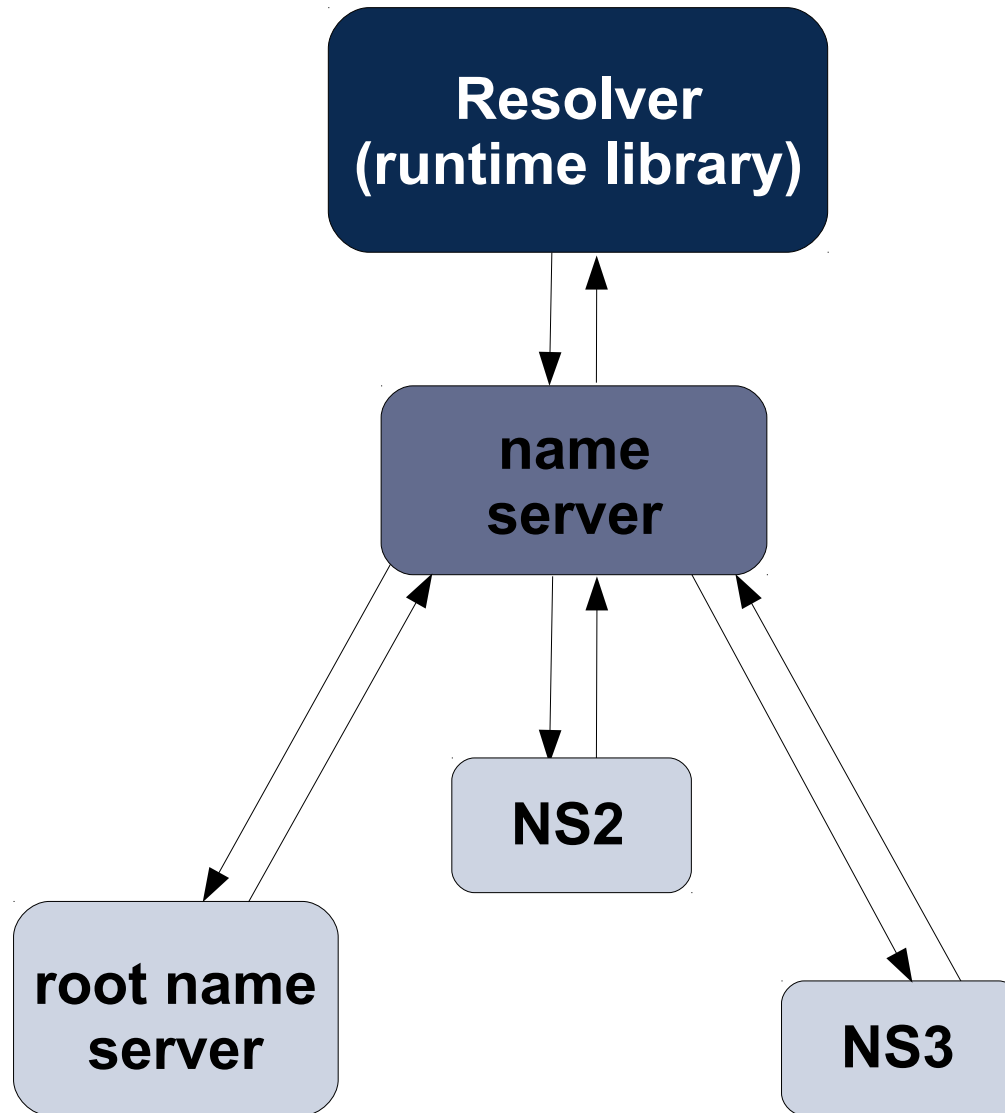 Resolver
(runtime library)
name
server
NS2
root name
server
NS3